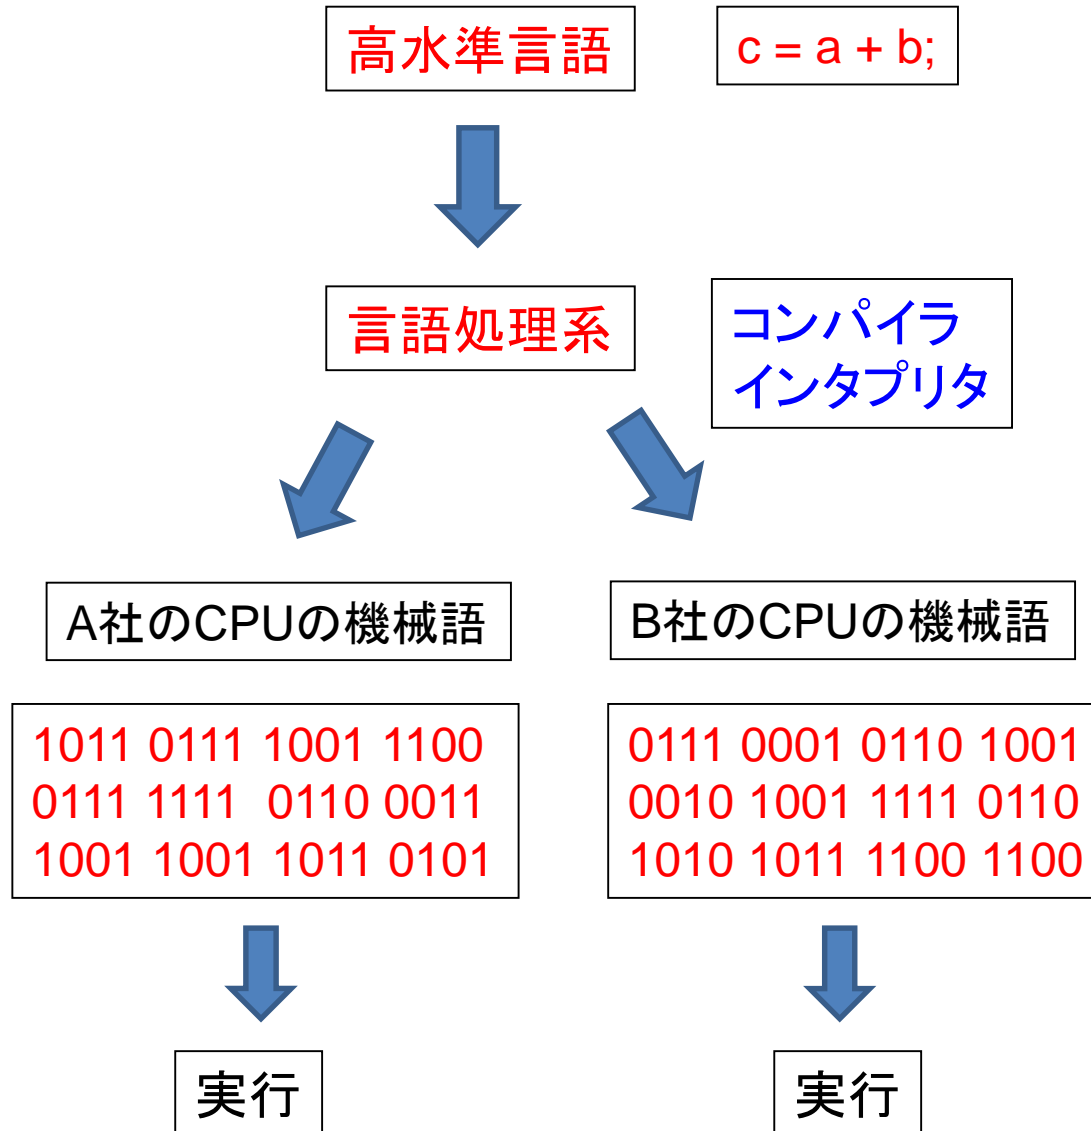 高水準言語
c = a + b;
言語処理系
コンパイラ
インタプリタ
A社のCPUの機械語
B社のCPUの機械語
1011 0111 1001 1100
0111 1111 0110 0011
1001 1001 1011 0101
0111 0001 0110 1001
0010 1001 1111 0110
1010 1011 1100 1100
実行
実行